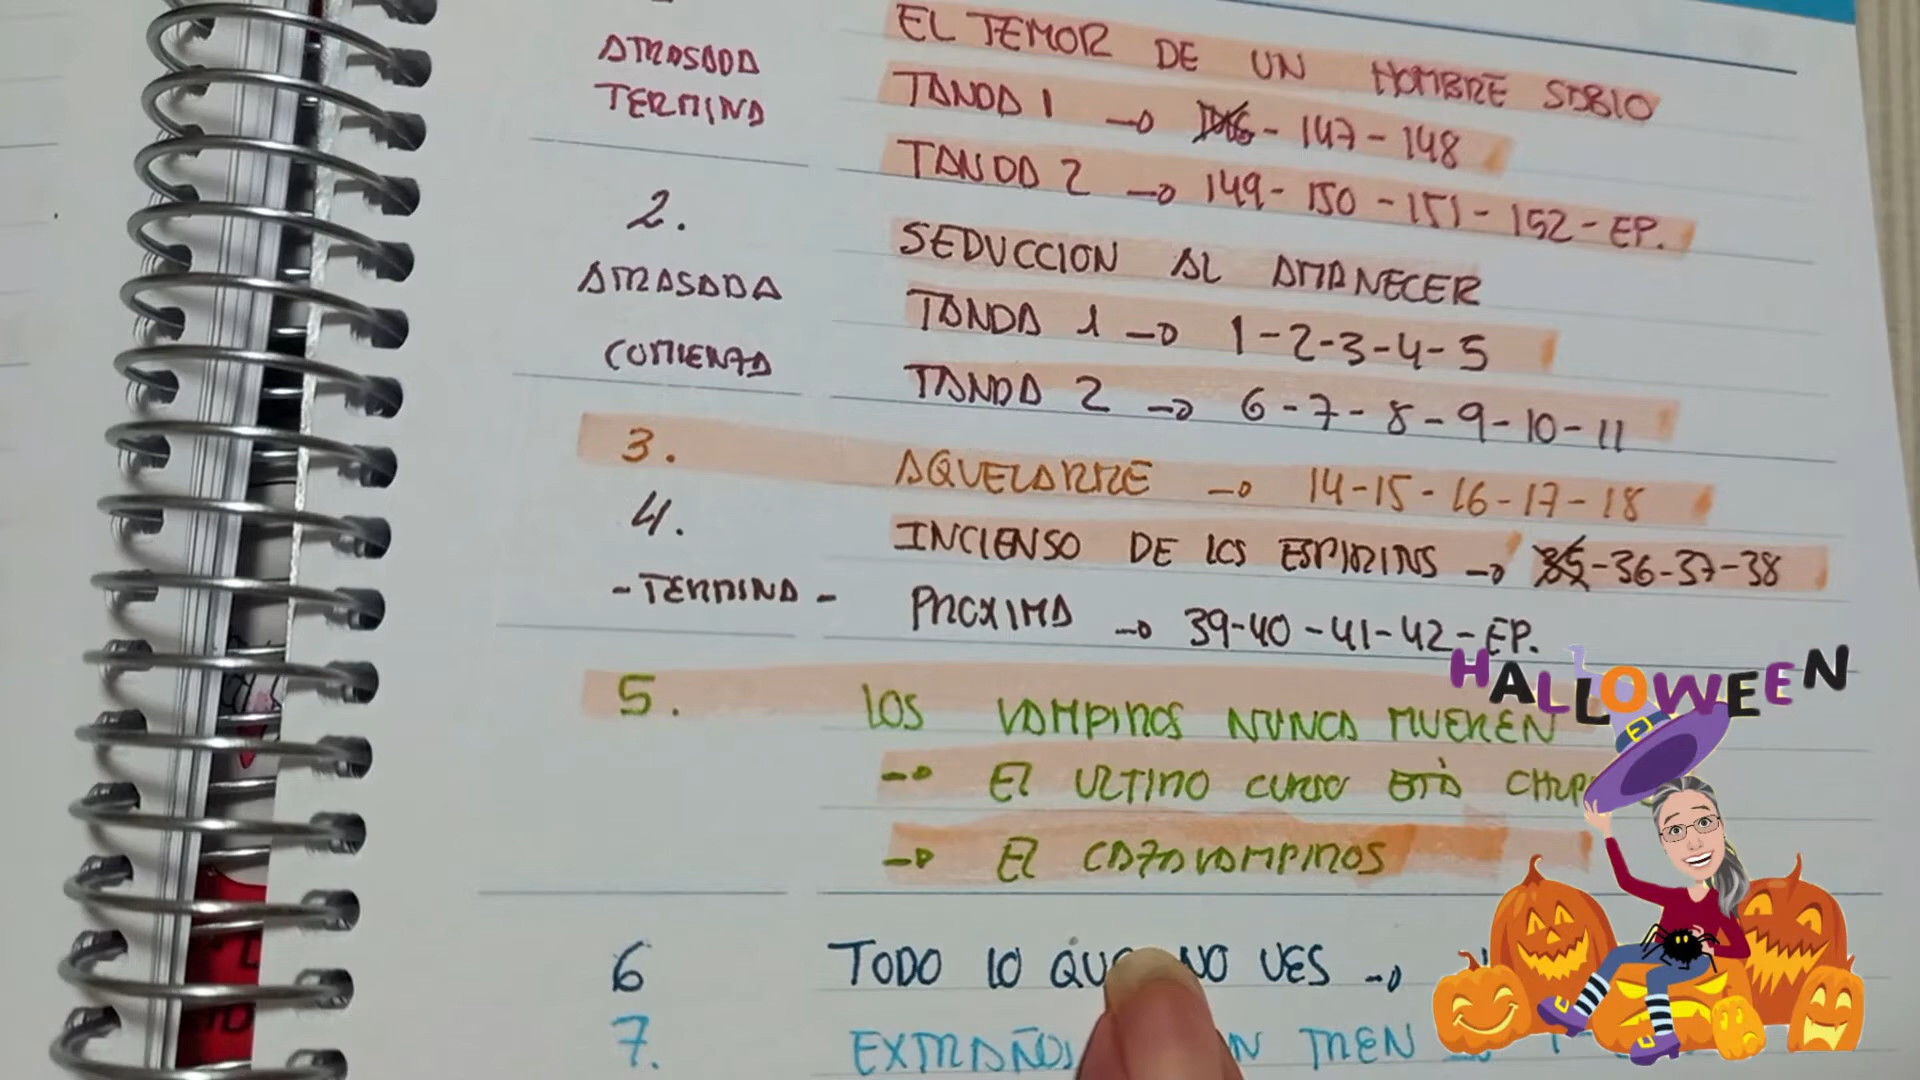 EL TEMOR DE UN HOMBRE SABIO
ATRASADA
TERMINA
TANDA 1 → 146 - 147 - 148
TANDA 2 → 149 - 150 - 151 - 152 - EP.
2.
SEDUCCION AL AMANECER
ATRASADA
COMIENZA
TANDA 1 → 1-2-3-4-5
TANDA 2 → 6-7-8-9-10-11
3. AQUELARRE → 14-15-16-17-18
4. INCIENSO DE LOS → 35-36-37-38
-TERMINA- PROXIMA → 39-40-41-42-EP.
5. LOS VAMPIROS NUNCA MUEREN
→ El ULTIMO CURSO ESTÁ
→ El CAZAVAMPIROS
6 TODO LO QUE NO VES →
7. EXTRAÑOS TREN
HALLOWEEN